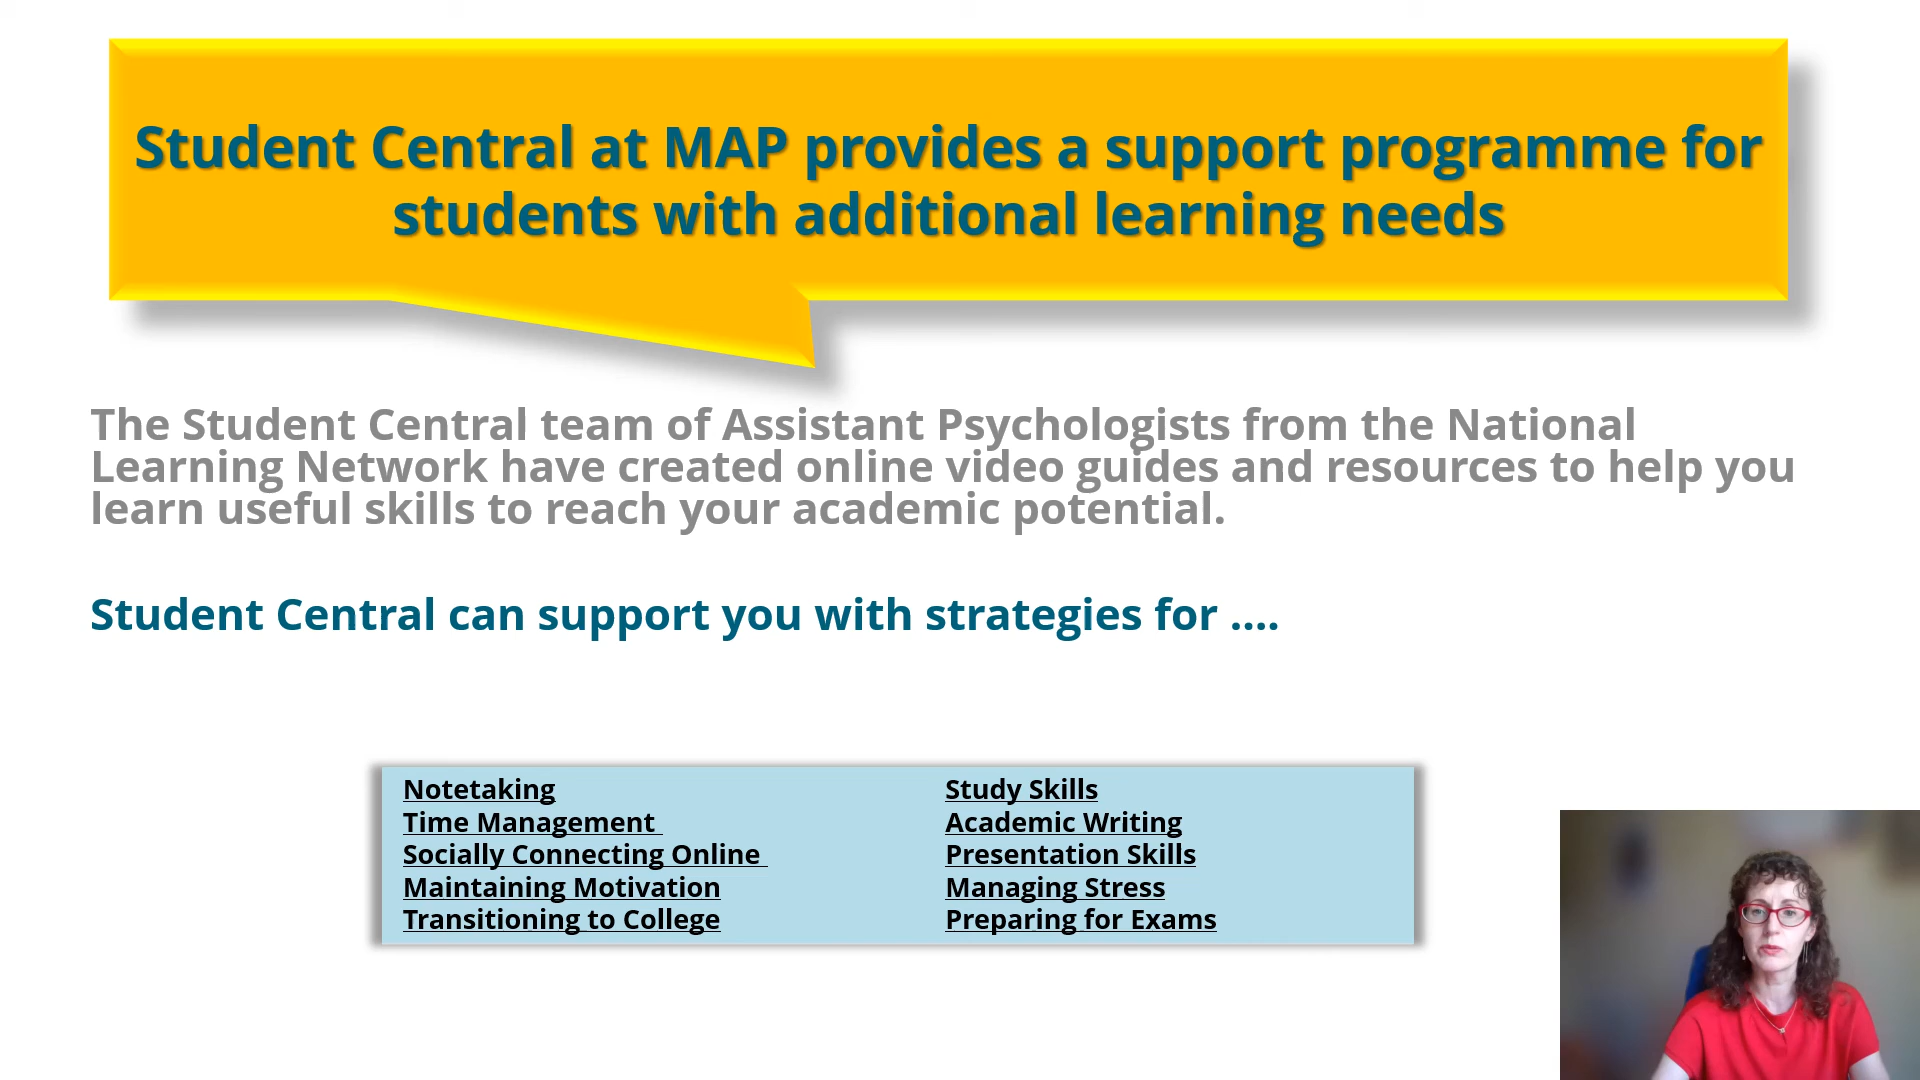 Student Central at MAP provides a support programme for
students with additional learning needs
The Student Central team of Assistant Psychologists from the National
Learning Network have created online video guides and resources to help you
learn useful skills to reach your academic potential.
Student Central can support you with strategies for ....
Notetaking
Time Management
Socially Connecting Online
Maintaining Motivation
Transitioning to College
Study Skills
Academic Writing
Presentation Skills
Managing Stress
Preparing for Exams